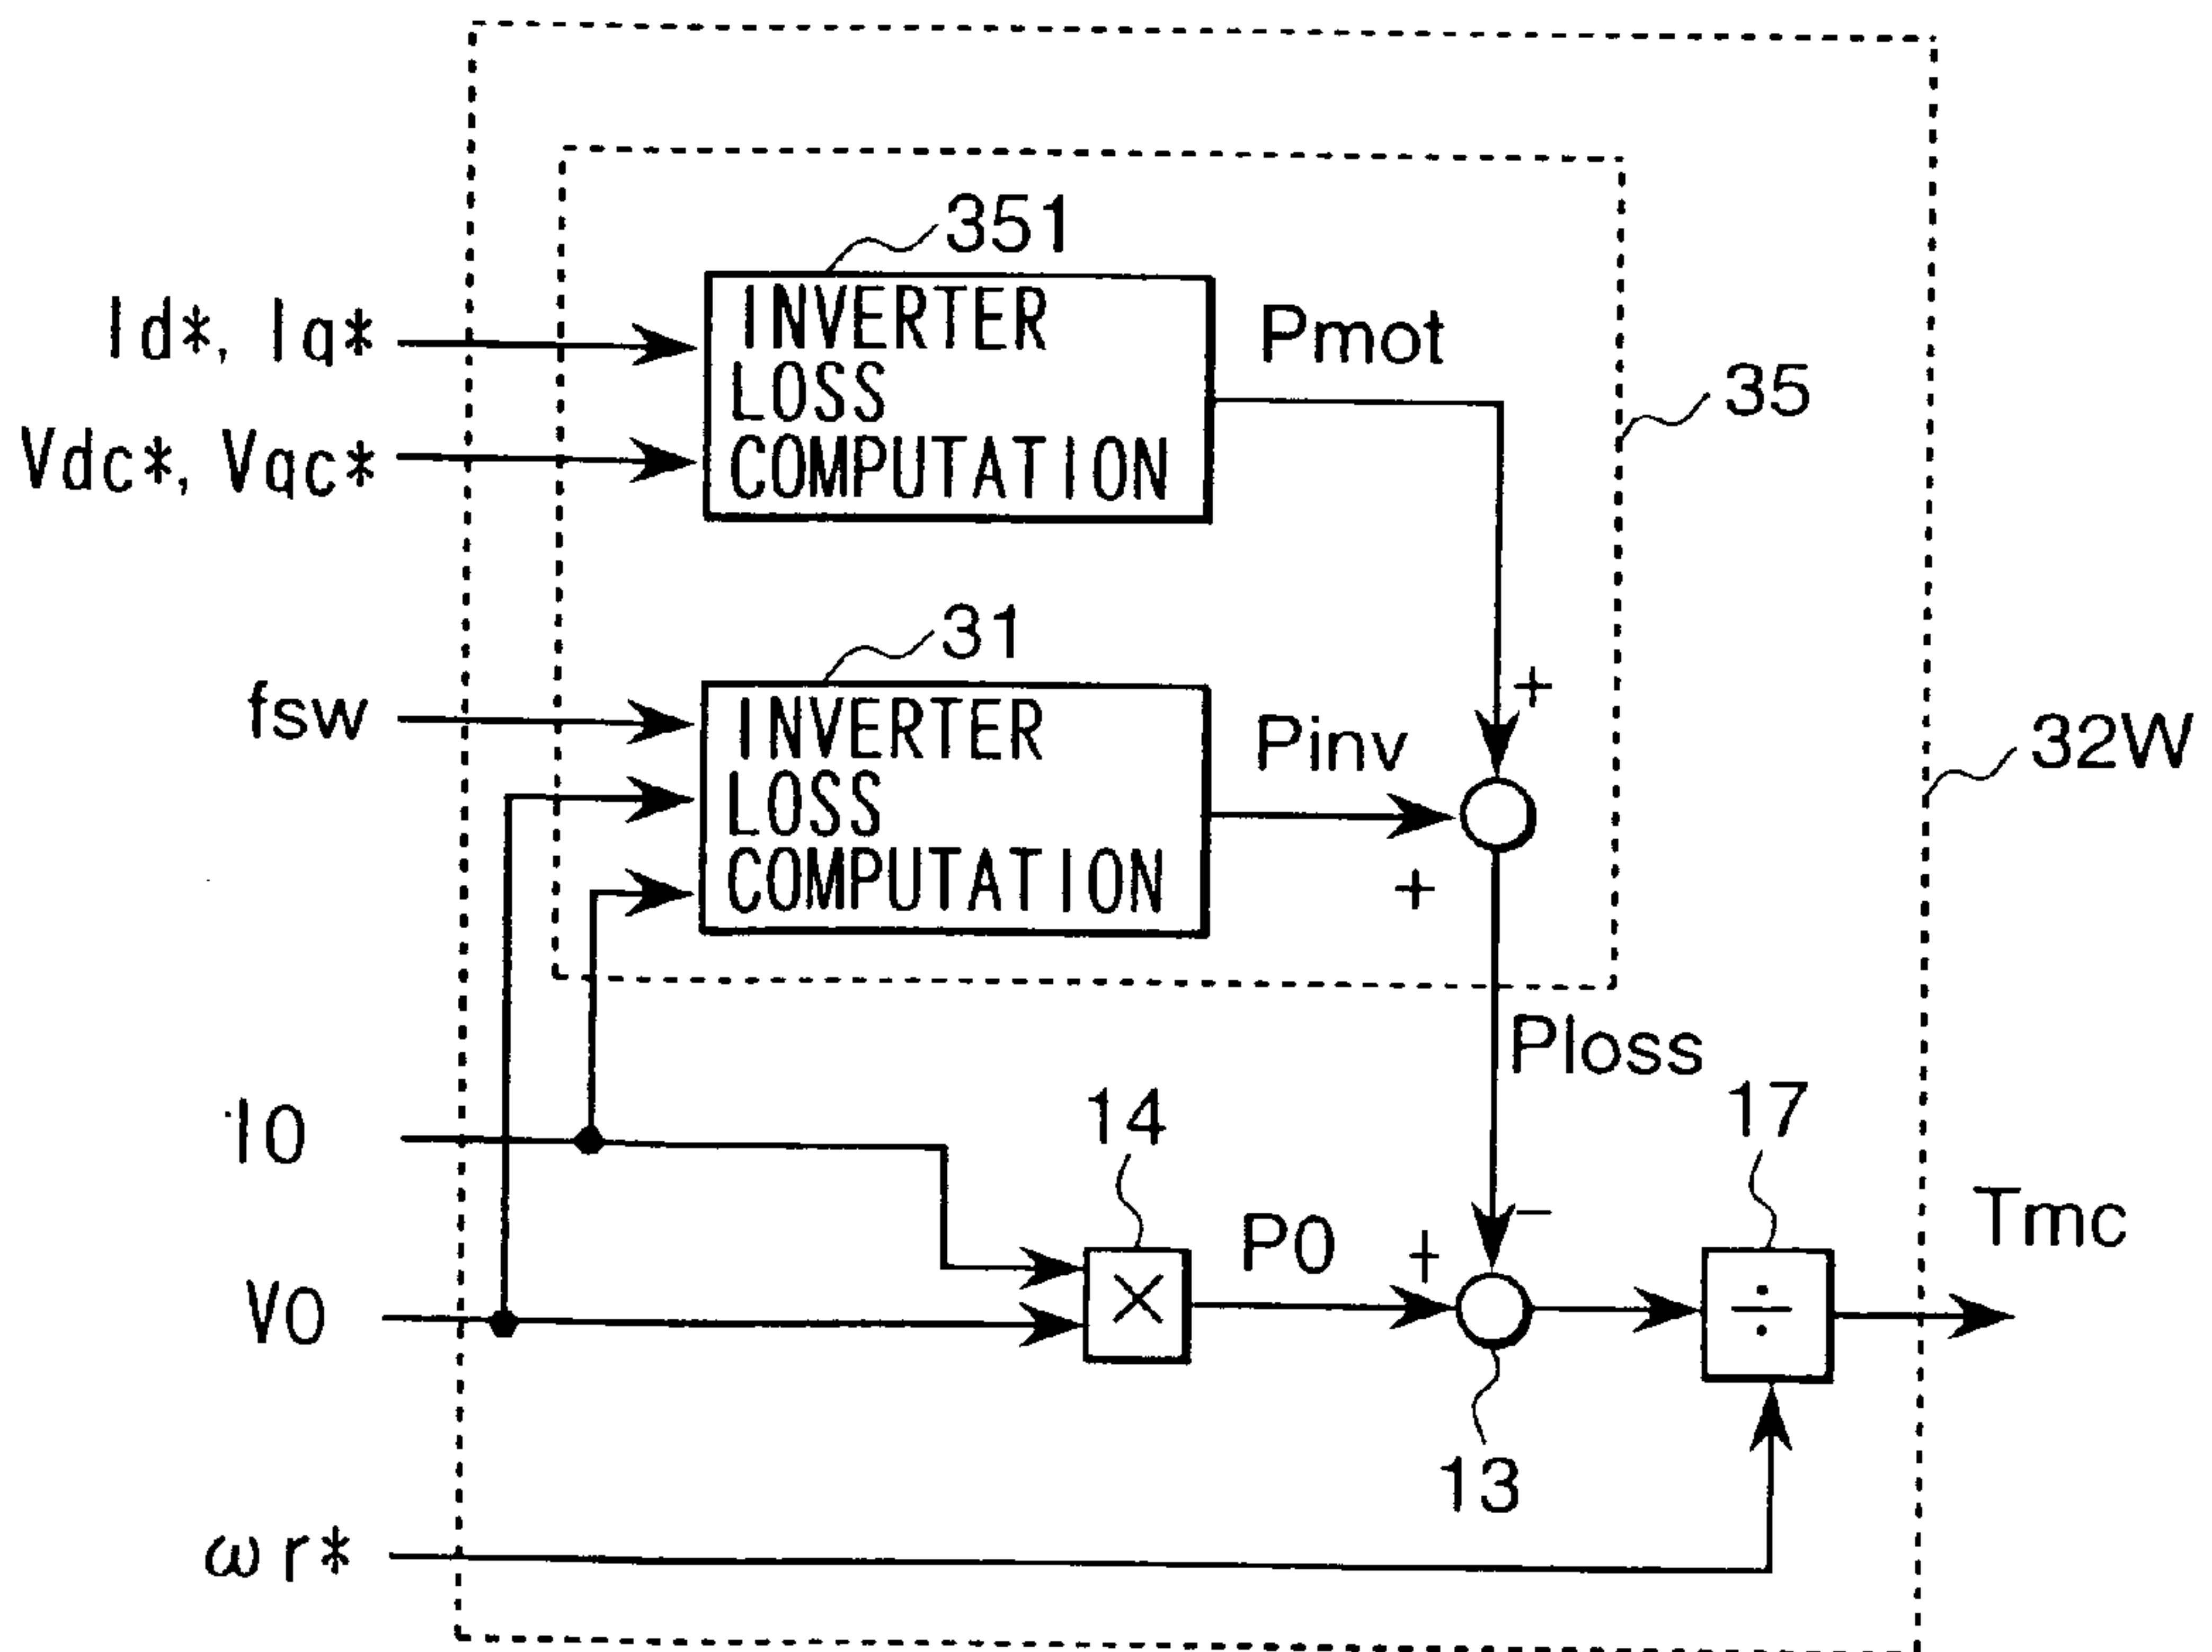 351
Id*, Iq*
INVERTER
LOSS
COMPUTATION
Pmot
35
Vdc*, Vqc*
+
31
fsw
INVERTER
LOSS
COMPUTATION
Pinv
32W
+
Ploss
I0
14
17
P0
+
−
Tmc
×
÷
V0
13
ωr*